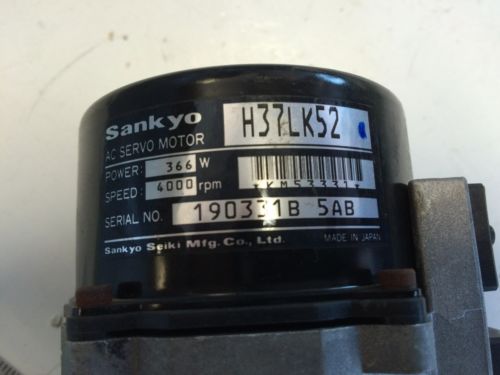 Sankyo H37LK52
AC SERVO MOTOR
POWER: 366 W
SPEED: 4000 rpm *KM53331*
SERIAL NO. 190331B 5AB
Sankyo Seiki Mfg. Co., Ltd. MADE IN JAPAN